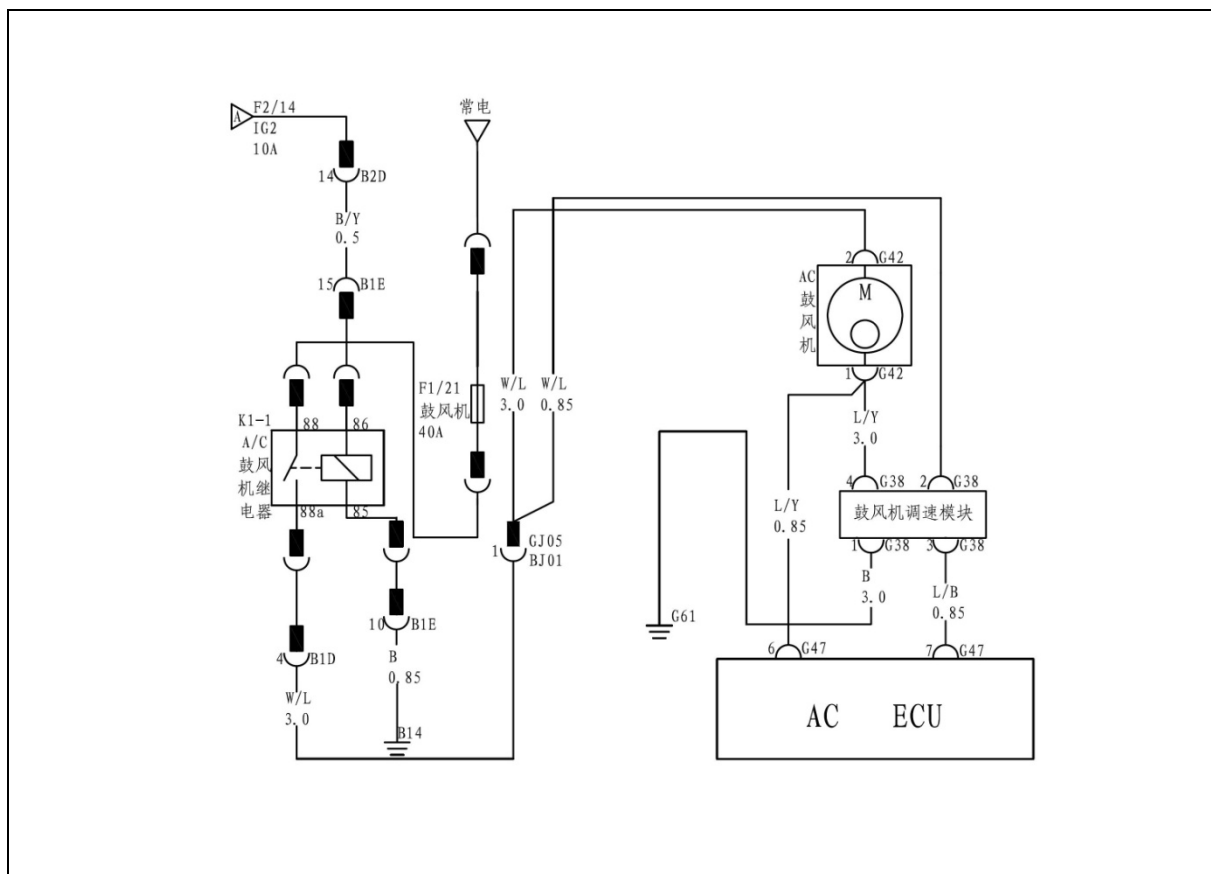 A
F2/14
IG2
10A
常电
14
B2D
B/Y
0.5
15
B1E
2
G42
AC
鼓
风
机
M
1
G42
F1/21
鼓风机
40A
W/L
3.0
W/L
0.85
L/Y
3.0
K1-1
A/C
鼓风
机继
电器
88
86
88a
85
4
G38
2
G38
鼓风机调速模块
1
G38
3
G38
L/Y
0.85
1
GJ05
BJ01
B
3.0
L/B
0.85
10
B1E
G61
4
B1D
B
0.85
6
G47
7
G47
W/L
3.0
B14
AC ECU